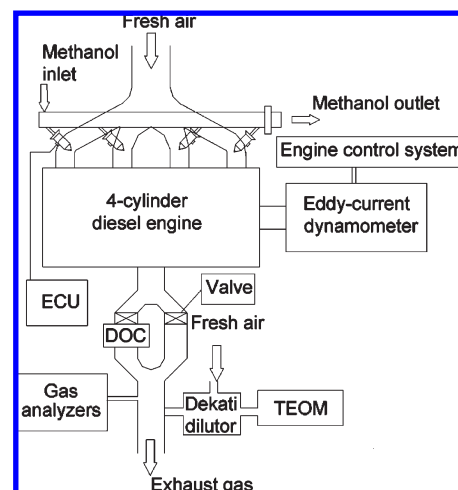 Fresh air
Methanol
inlet
Methanol outlet
Engine control system
4-cylinder
diesel engine
Eddy-current
dynamometer
ECU
Valve
DOC
Fresh air
Gas
analyzers
Dekati
dilutor
TEOM
Exhaust gas